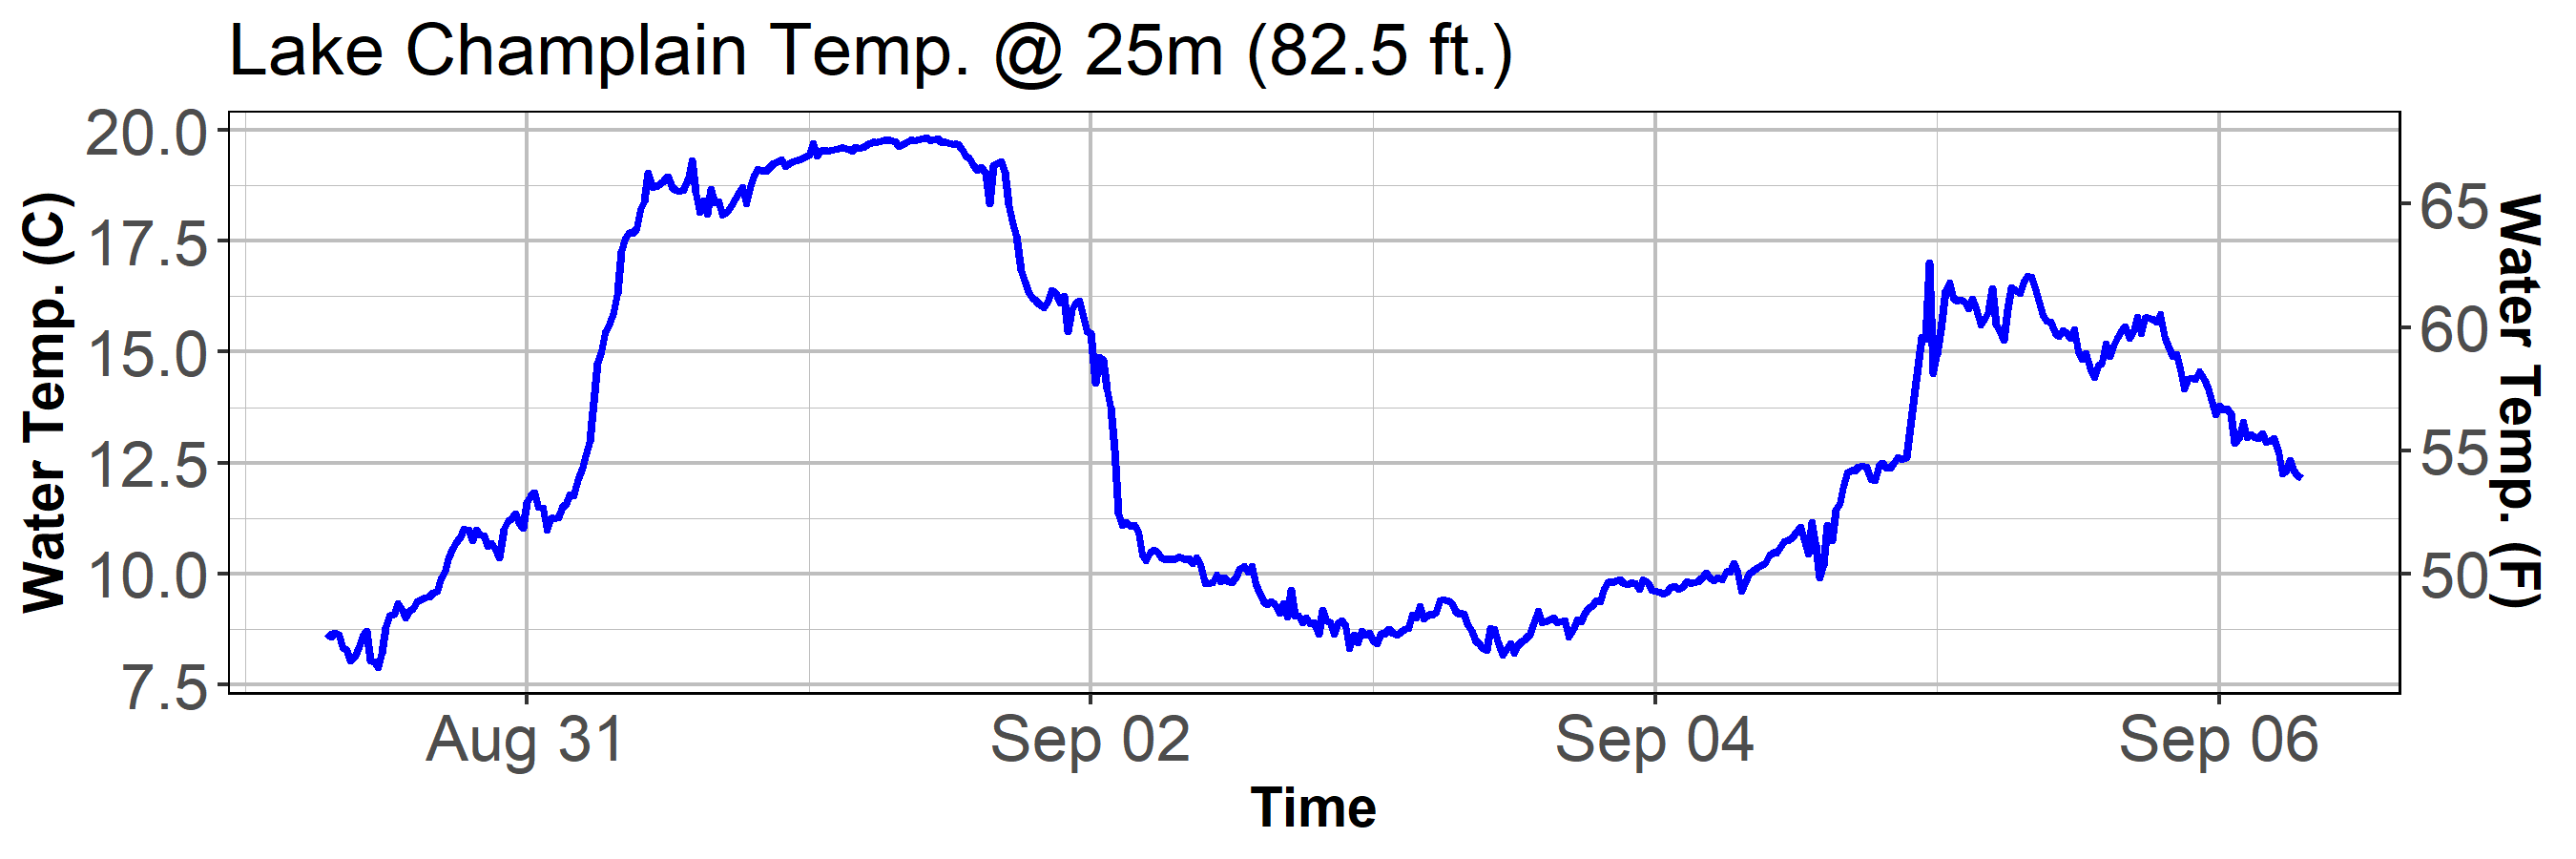 Lake Champlain Temp. @ 25m (82.5 ft.)
Water Temp. (C)
20.0
17.5
15.0
12.5
10.0
7.5
65
60
55
50
Water Temp. (F)
Aug 31
Sep 02
Sep 04
Sep 06
Time